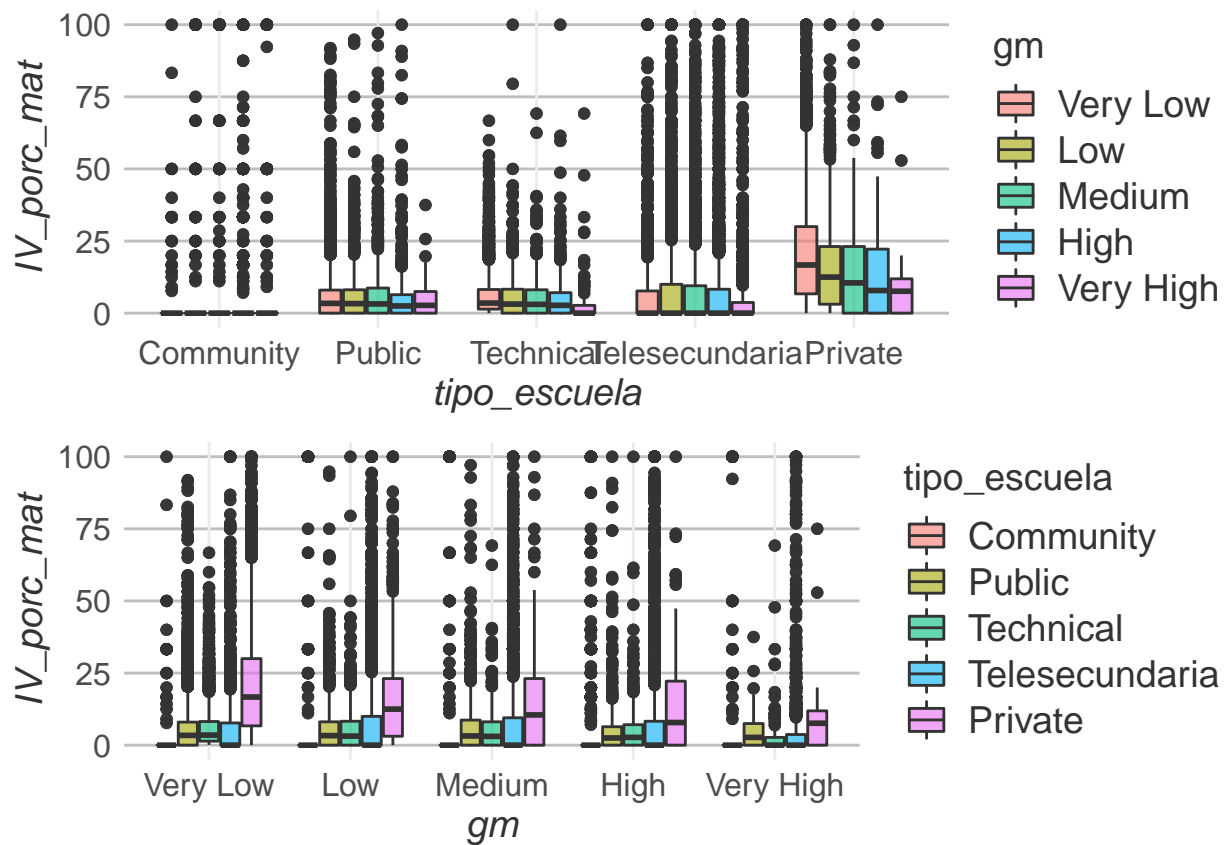 100
75
50
25
0
IV_porc_mat
Community Public Technical Telesecundaria Private
tipo_escuela
gm
Very Low
Low
Medium
High
Very High
100
75
50
25
0
IV_porc_mat
Very Low Low Medium High Very High
gm
tipo_escuela
Community
Public
Technical
Telesecundaria
Private